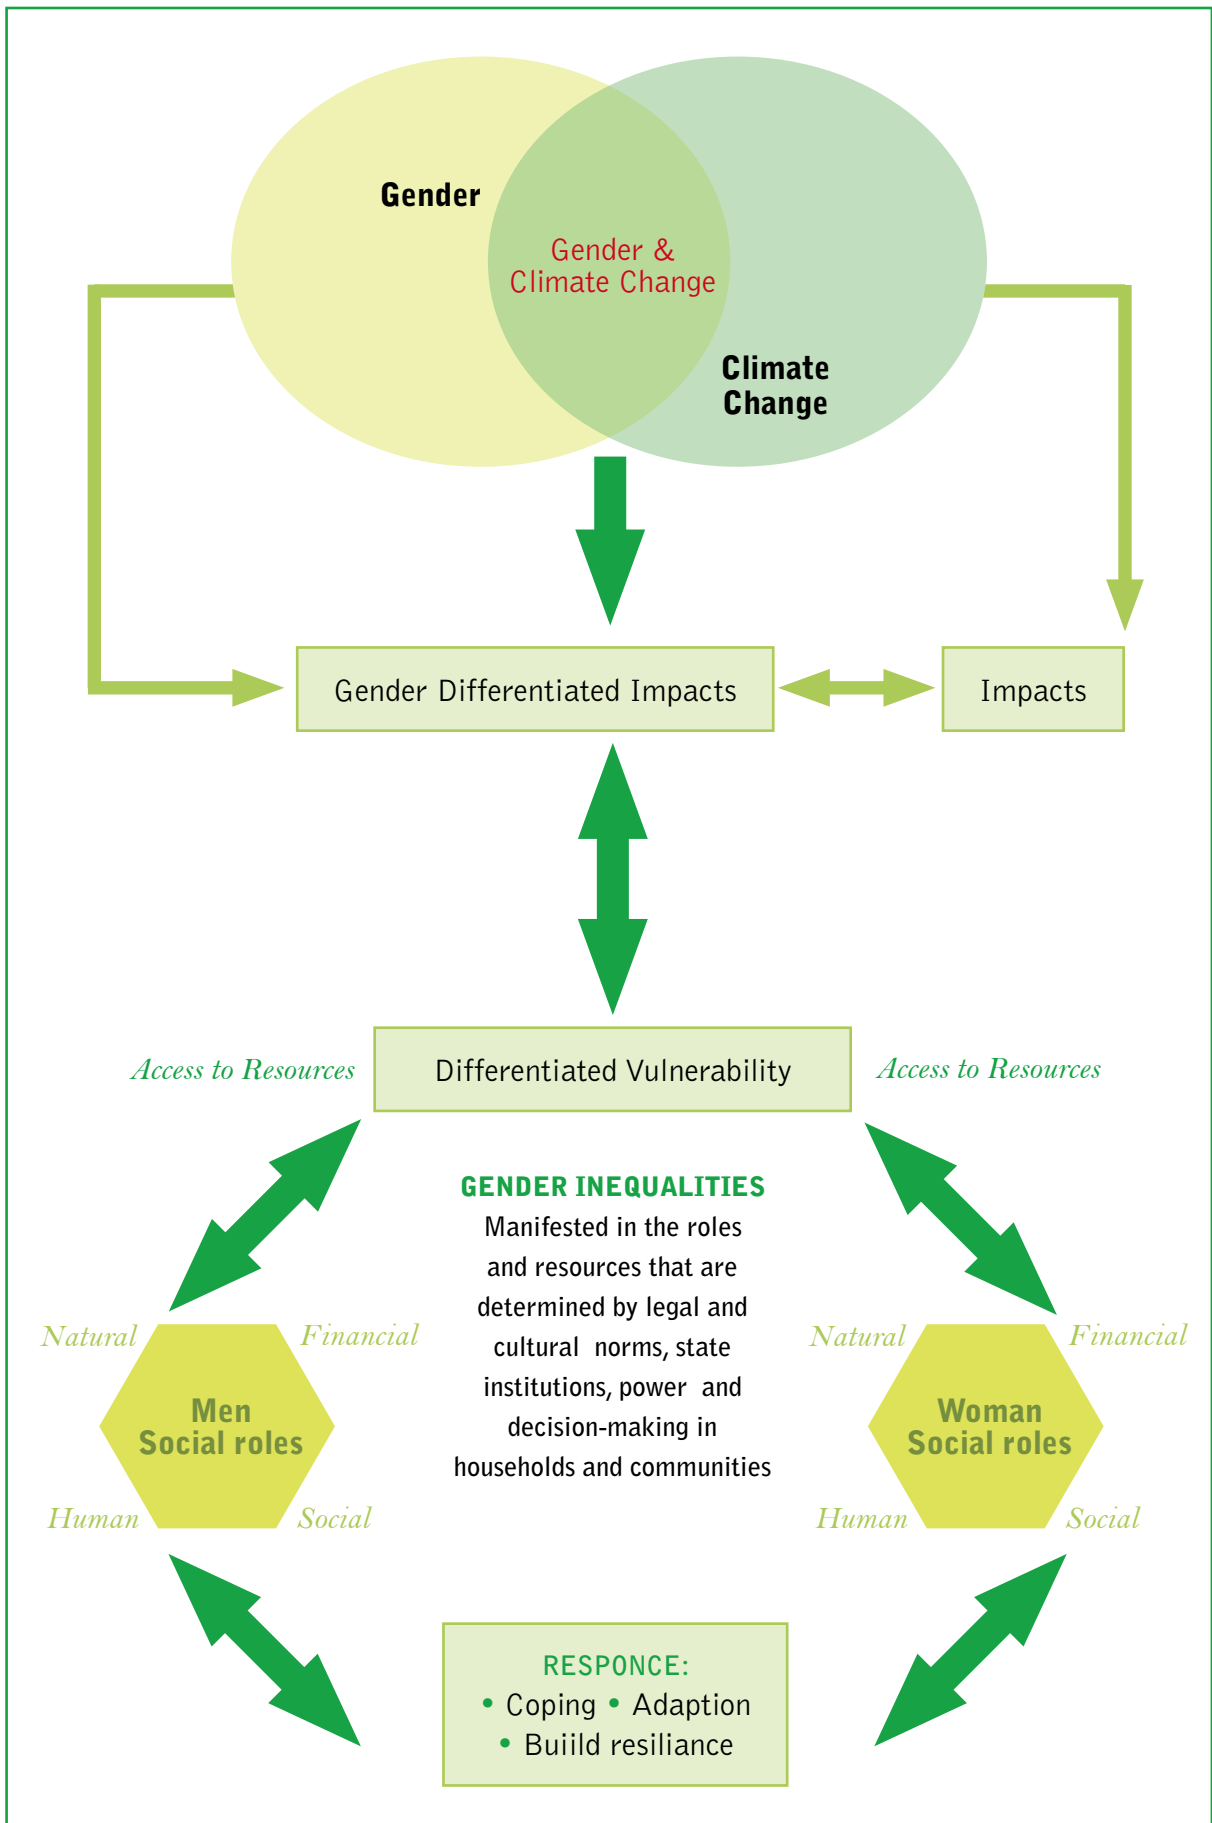 Gender
Gender &
Climate Change
Climate
Change
Gender Differentiated Impacts
Impacts
Access to Resources
Differentiated Vulnerability
Access to Resources
GENDER INEQUALITIES
Manifested in the roles
and resources that are
determined by legal and
cultural norms, state
institutions, power and
decision-making in
households and communities
Natural
Financial
Men
Social roles
Human
Social
Natural
Financial
Woman
Social roles
Human
Social
RESPONCE:
• Coping • Adaption
• Buiild resiliance